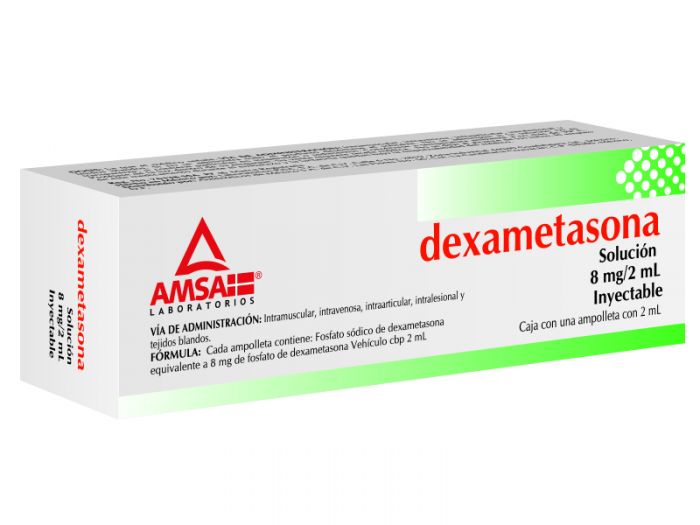 dexametasona
Solución
8 mg/2 mL
Inyectable
AMSA®
LABORATORIOS
VÍA DE ADMINISTRACIÓN: Intramuscular, intravenosa, intraarticular, intralesional y
tejidos blandos.
FÓRMULA: Cada ampolleta contiene: Fosfato sódico de dexametasona
equivalente a 8 mg de fosfato de dexametasona Vehículo cbp 2 mL
dexametasona
Solución
8 mg/2 mL
Inyectable
Caja con una ampolleta con 2 mL